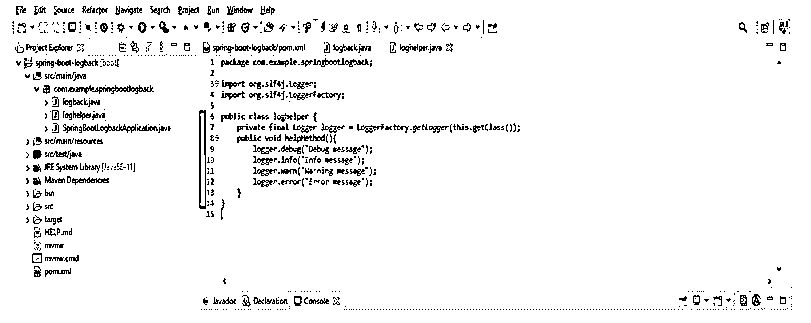 File Edit Source Refactor Navigate Search Project Run Window Help
Project Explorer
spring-boot-logback/pom.xml logback.java loghelper.java
spring-boot-logback [boot]
src/main/java
com.example.springbootlogback
logback.java
loghelper.java
SpringBootLogbackApplication.java
src/main/resources
src/test/java
JRE System Library [JavaSE-11]
Maven Dependencies
bin
src
target
HELP.md
mvnw
mvnw.cmd
pom.xml
1 package com.example.springbootlogback;
2
3 import org.slf4j.Logger;
4 import org.slf4j.LoggerFactory;
5
6 public class loghelper {
7 private final Logger logger = LoggerFactory.getLogger(this.getClass());
8 public void helpMethod(){
9 logger.debug("Debug message");
10 logger.info("Info message");
11 logger.warn("Warning message");
12 logger.error("Error message");
13 }
14 }
15
Javadoc Declaration Console